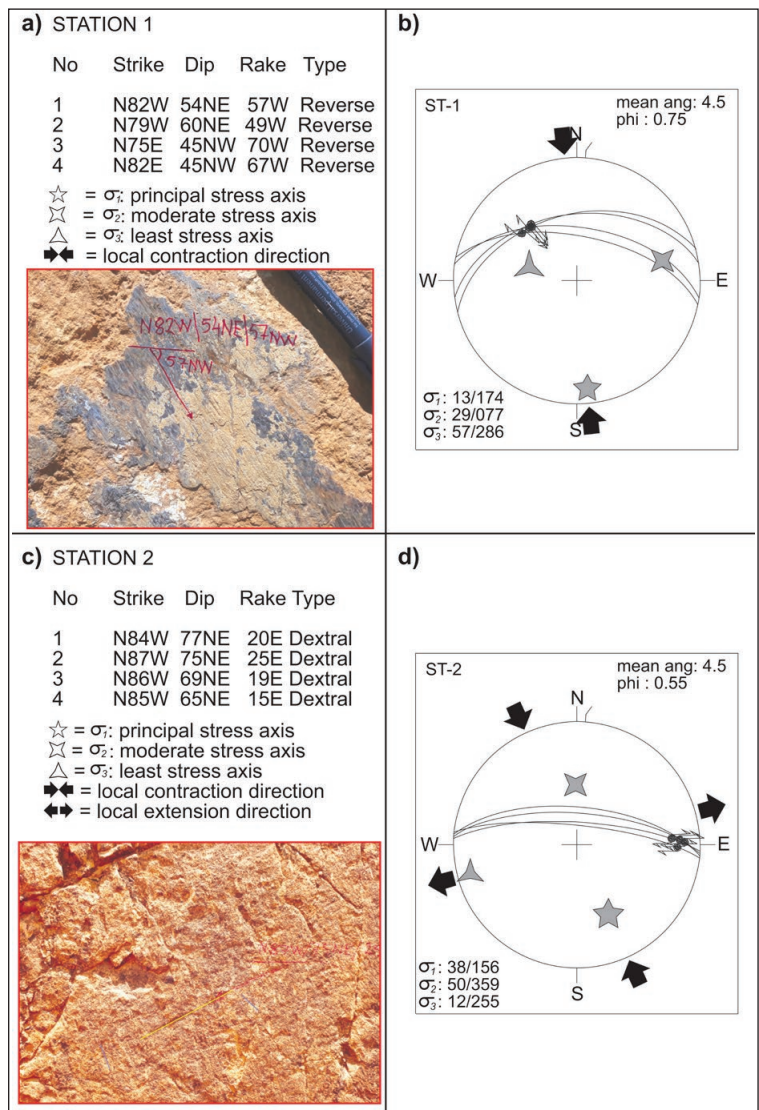 a) STATION 1
No Strike Dip Rake Type
1 N82W 54NE 57W Reverse
2 N79W 60NE 49W Reverse
3 N75E 45NW 70W Reverse
4 N82E 45NW 67W Reverse
= σ1: principal stress axis
= σ2: moderate stress axis
= σ3: least stress axis
= local contraction direction
N82W/54NE/57NW
57NW
b)
ST-1
mean ang: 4.5
phi : 0.75
N
W
E
S
σ1: 13/174
σ2: 29/077
σ3: 57/286
c) STATION 2
No Strike Dip Rake Type
1 N84W 77NE 20E Dextral
2 N87W 75NE 25E Dextral
3 N86W 69NE 19E Dextral
4 N85W 65NE 15E Dextral
= σ1: principal stress axis
= σ2: moderate stress axis
= σ3: least stress axis
= local contraction direction
= local extension direction
d)
ST-2
mean ang: 4.5
phi : 0.55
N
W
E
S
σ1: 38/156
σ2: 50/359
σ3: 12/255